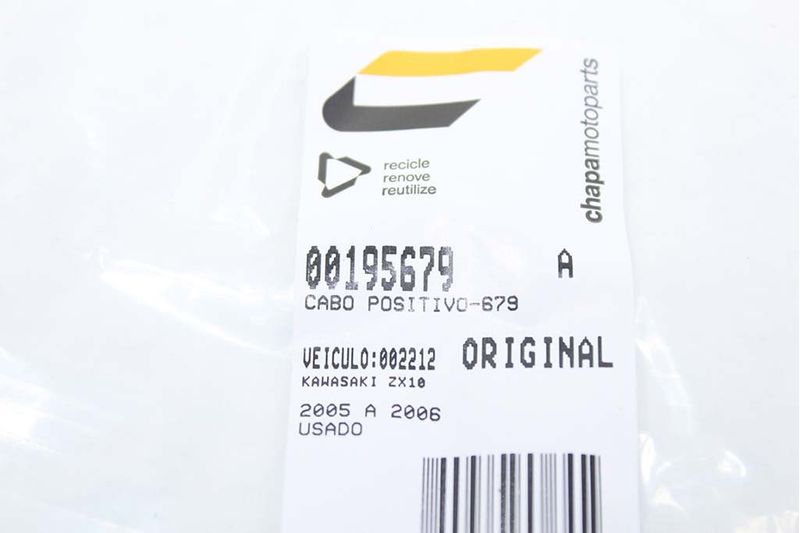 chapamotoparts
recicle
renove
reutilize
00195679 A
CABO POSITIVO-679
VEICULO:002212 ORIGINAL
KAWASAKI ZX10
2005 A 2006
USADO